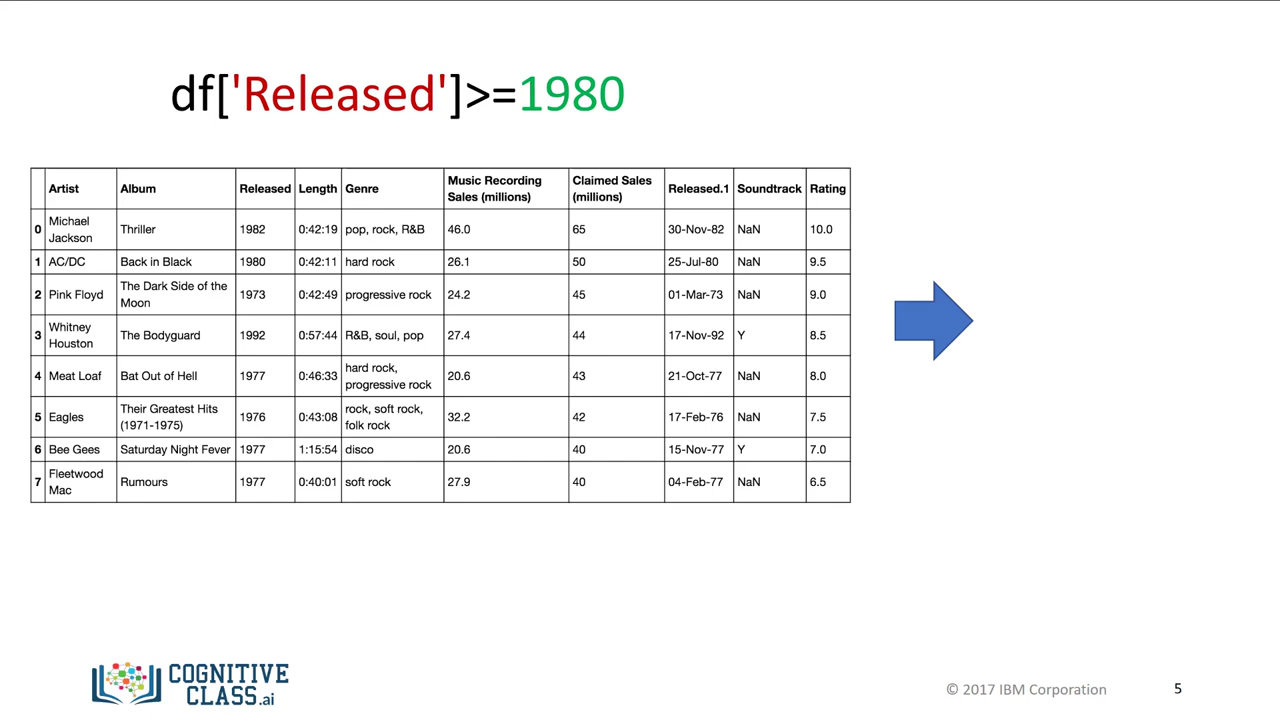 df['Released']>=1980
Artist Album Released Length Genre Music Recording Sales (millions) Claimed Sales (millions) Released.1 Soundtrack Rating
0 Michael Jackson Thriller 1982 0:42:19 pop, rock, R&B 46.0 65 30-Nov-82 NaN 10.0
1 AC/DC Back in Black 1980 0:42:11 hard rock 26.1 50 25-Jul-80 NaN 9.5
2 Pink Floyd The Dark Side of the Moon 1973 0:42:49 progressive rock 24.2 45 01-Mar-73 NaN 9.0
3 Whitney Houston The Bodyguard 1992 0:57:44 R&B, soul, pop 27.4 44 17-Nov-92 Y 8.5
4 Meat Loaf Bat Out of Hell 1977 0:46:33 hard rock, progressive rock 20.6 43 21-Oct-77 NaN 8.0
5 Eagles Their Greatest Hits (1971-1975) 1976 0:43:08 rock, soft rock, folk rock 32.2 42 17-Feb-76 NaN 7.5
6 Bee Gees Saturday Night Fever 1977 1:15:54 disco 20.6 40 15-Nov-77 Y 7.0
7 Fleetwood Mac Rumours 1977 0:40:01 soft rock 27.9 40 04-Feb-77 NaN 6.5
COGNITIVE
CLASS.ai
© 2017 IBM Corporation
5